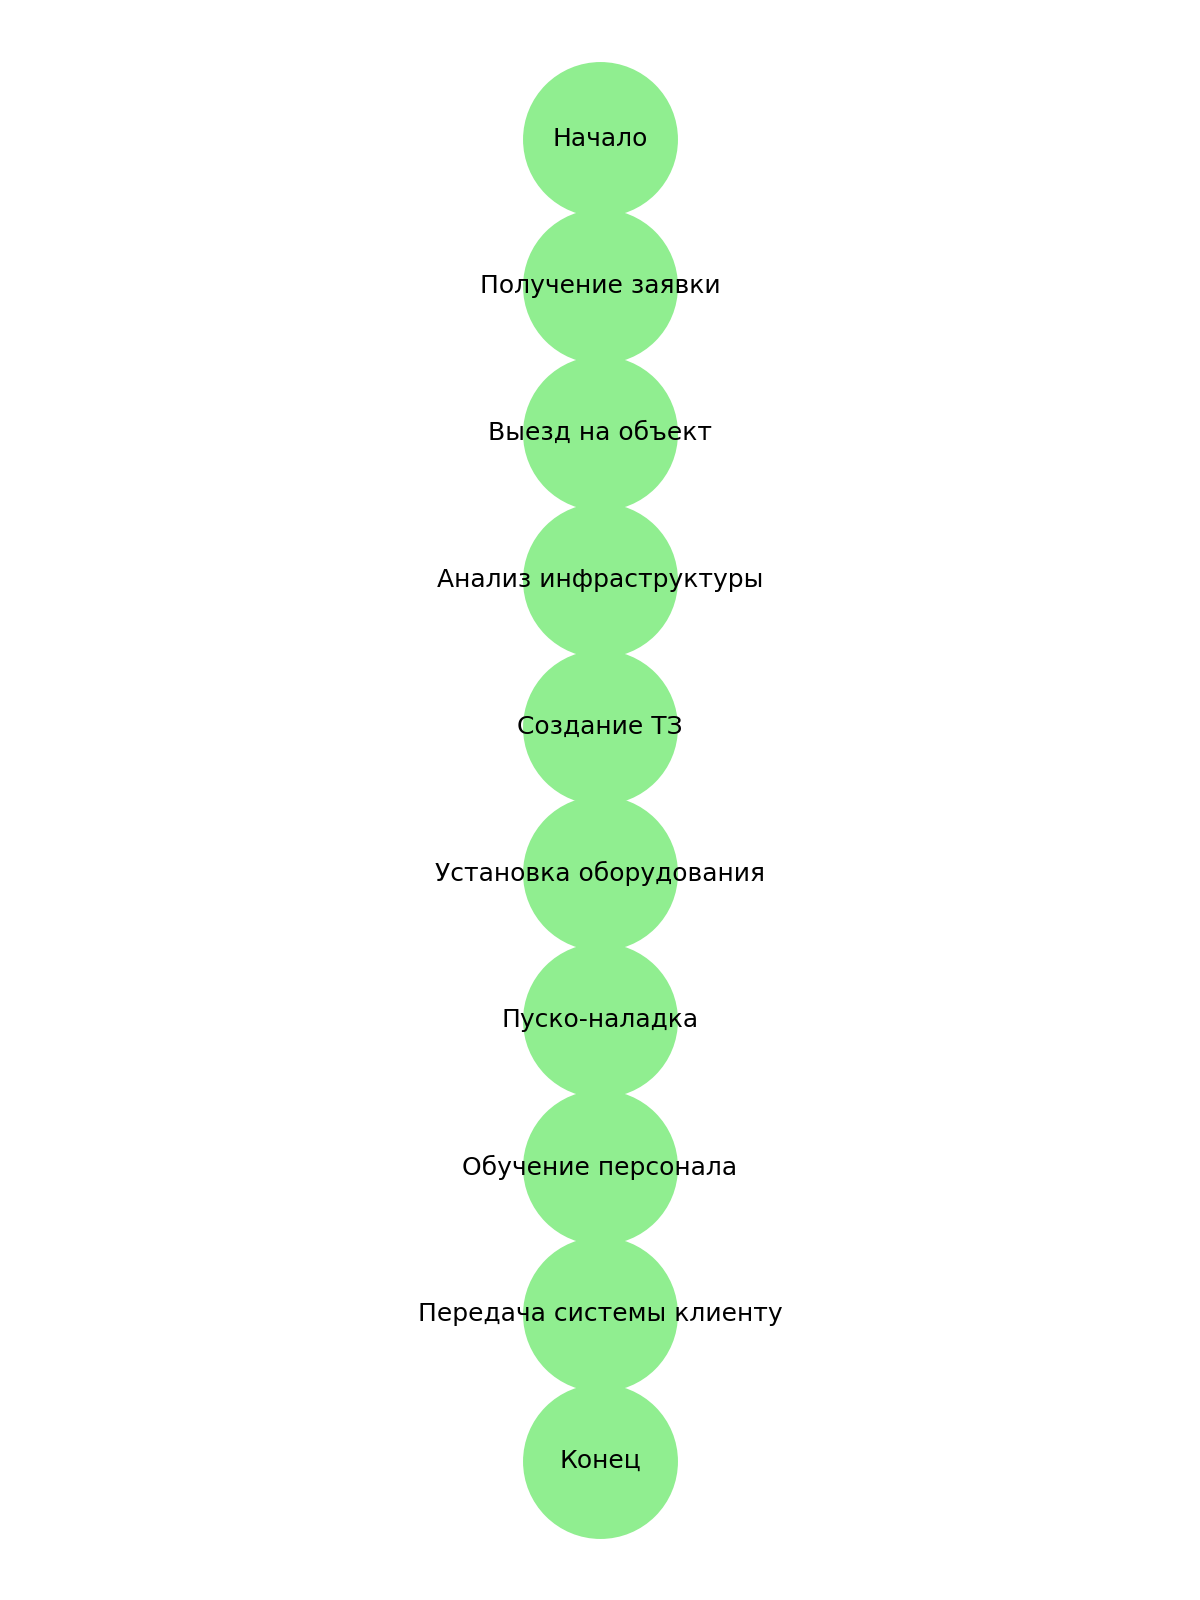 Начало
Получение заявки
Выезд на объект
Анализ инфраструктуры
Создание ТЗ
Установка оборудования
Пуско-наладка
Обучение персонала
Передача системы клиенту
Конец